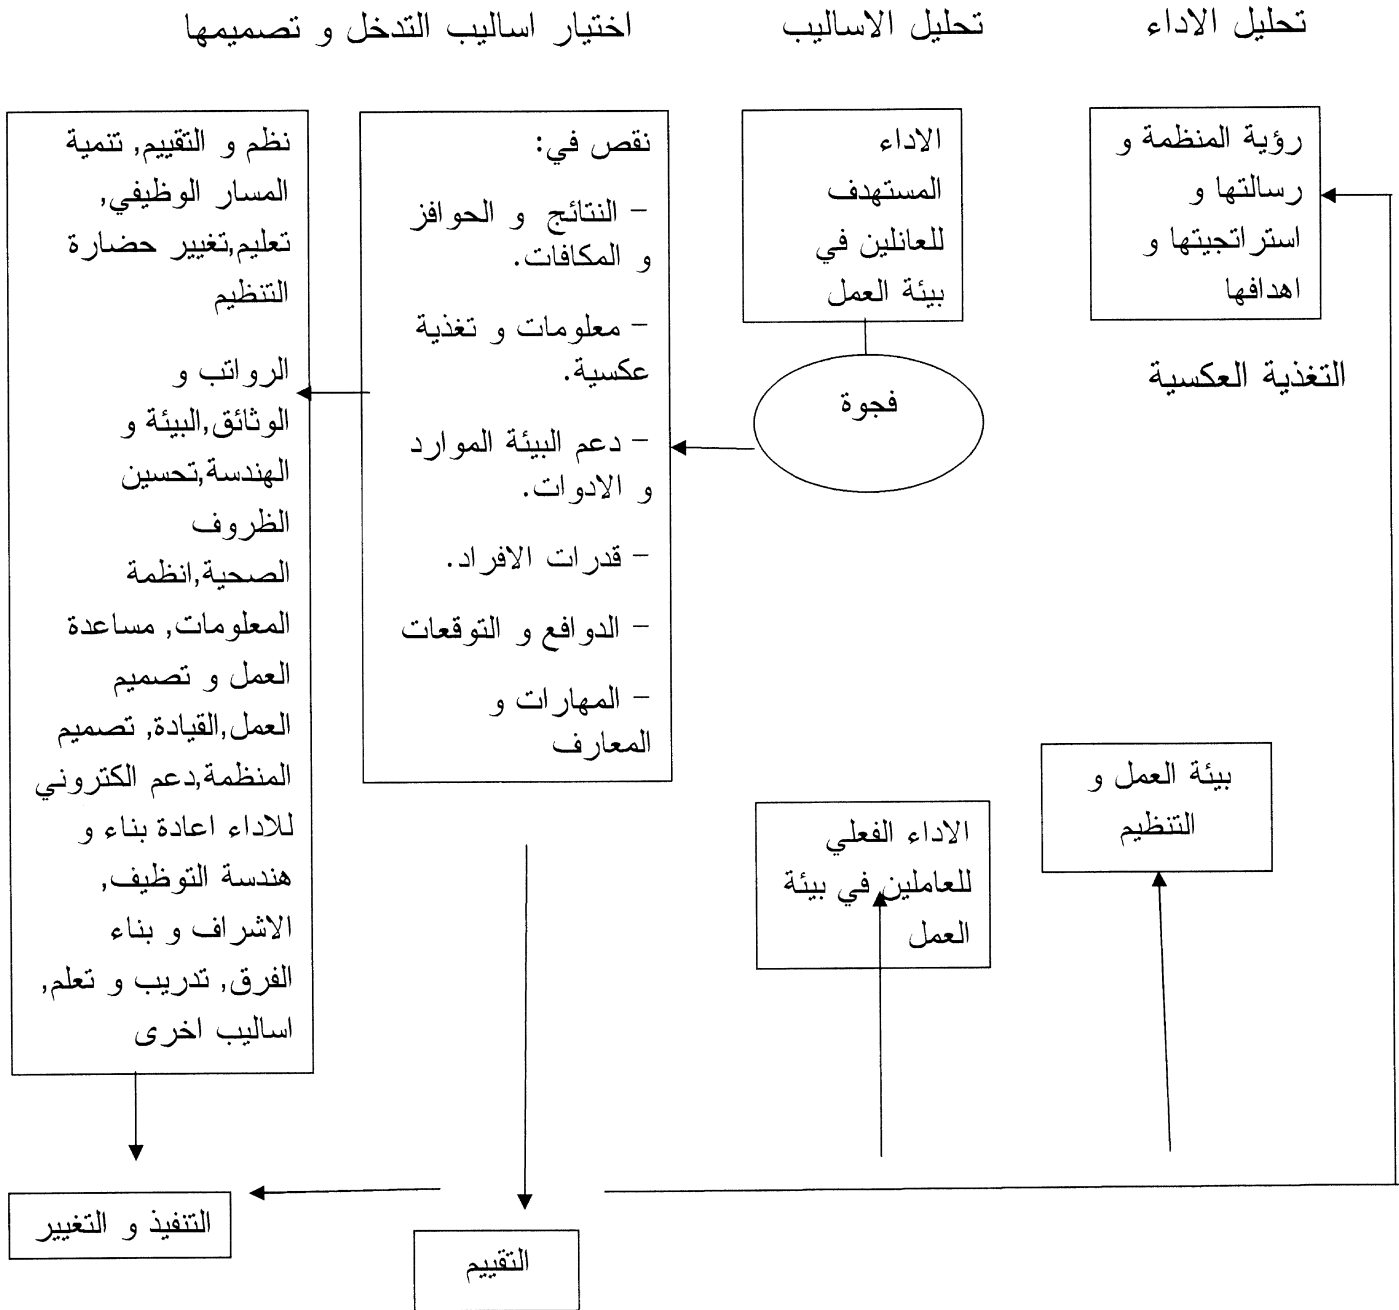 تحليل الاداء
تحليل الاساليب
اختيار اساليب التدخل و تصميمها
رؤية المنظمة و
رسالتها و
استراتجيتها و
اهدافها
التغذية العكسية
بيئة العمل و
التنظيم
الاداء
المستهدف
للعانلين في
بيئة العمل
فجوة
الاداء الفعلي
للعاملين في بيئة
العمل
نقص في:
– النتائج و الحوافز
و المكافات.
– معلومات و تغذية
عكسية.
– دعم البيئة الموارد
و الادوات.
– قدرات الافراد.
– الدوافع و التوقعات
– المهارات و
المعارف
نظم و التقييم, تنمية
المسار الوظيفي,
تعليم,تغيير حضارة
التنظيم
الرواتب و
الوثائق,البيئة و
الهندسة,تحسين
الظروف
الصحية,انظمة
المعلومات, مساعدة
العمل و تصميم
العمل,القيادة, تصميم
المنظمة,دعم الكتروني
للاداء اعادة بناء و
هندسة التوظيف,
الاشراف و بناء
الفرق, تدريب و تعلم,
اساليب اخرى
التنفيذ و التغيير
التقييم